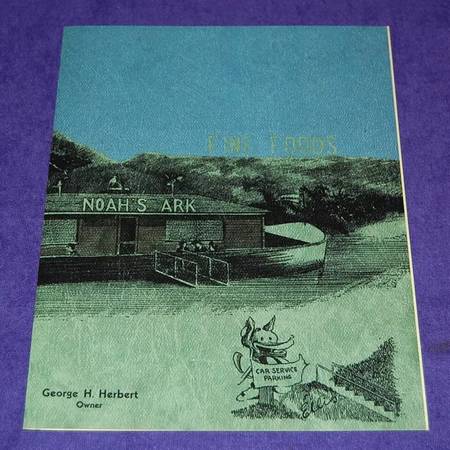 FINE FOODS
NOAH'S ARK
CAR SERVICE
PARKING
George H. Herbert
Owner